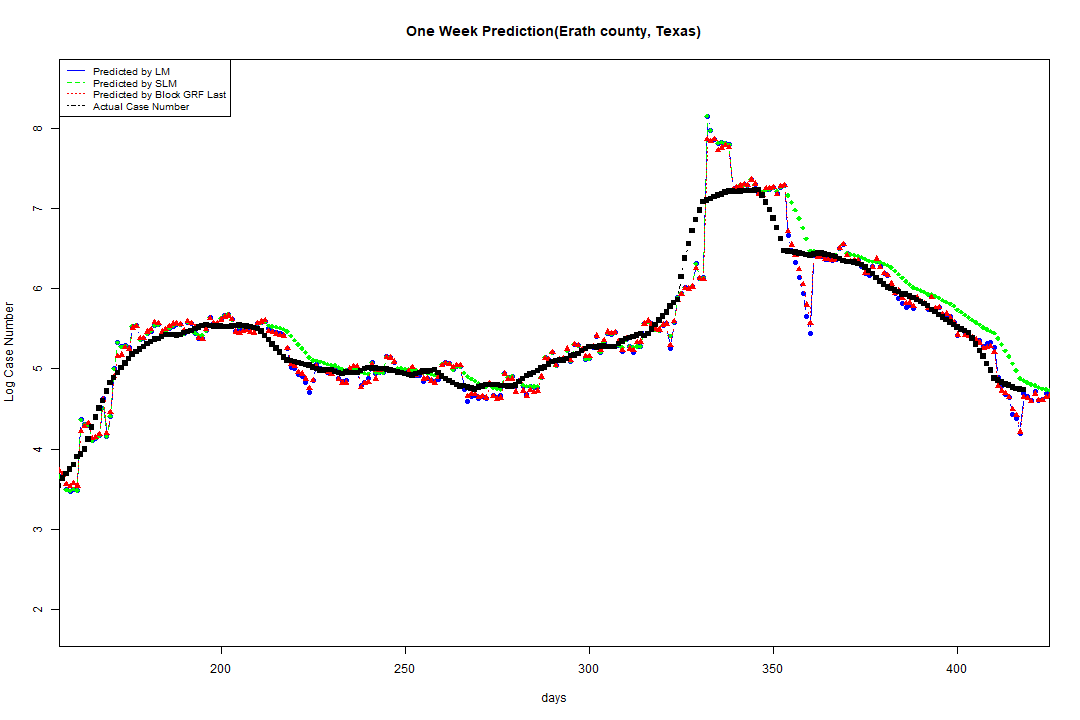 One Week Prediction(Erath county, Texas)
Predicted by LM
Predicted by SLM
Predicted by Block GRF Last
Actual Case Number
Log Case Number
8
7
6
5
4
3
2
200 250 300 350 400
days